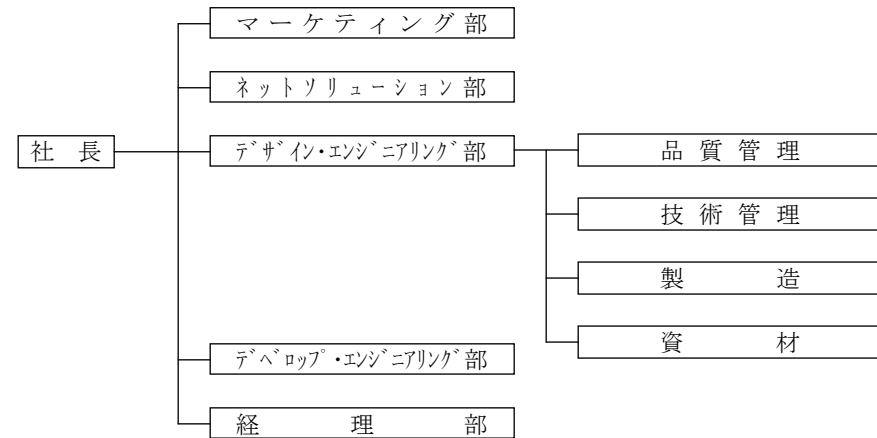 マーケティング部
ネットソリューション部
社長
デザイン・エンジニアリング部
品質管理
技術管理
製造
資材
デベロップ・エンジニアリング部
経理部